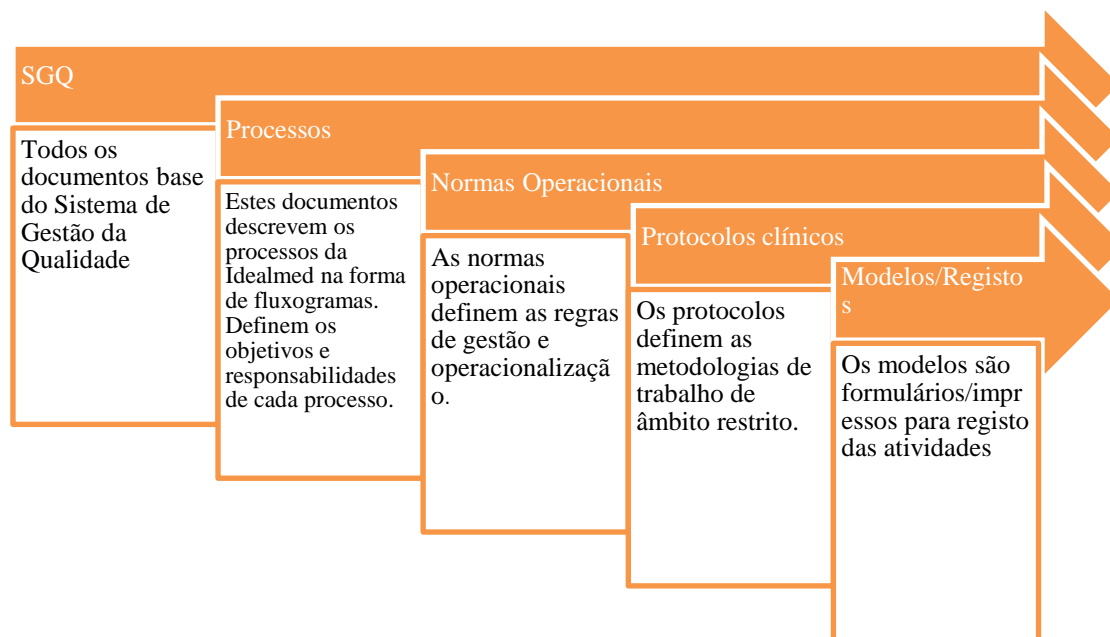 SGQ
Todos os
documentos base
do Sistema de
Gestão da
Qualidade
Processos
Estes documentos
descrevem os
processos da
Idealmed na forma
de fluxogramas.
Definem os
objetivos e
responsabilidades
de cada processo.
Normas Operacionais
As normas
operacionais
definem as regras
de gestão e
operacionalizaçã
o.
Protocolos clínicos
Os protocolos
definem as
metodologias de
trabalho de
âmbito restrito.
Modelos/Registo
s
Os modelos são
formulários/impr
essos para registo
das atividades